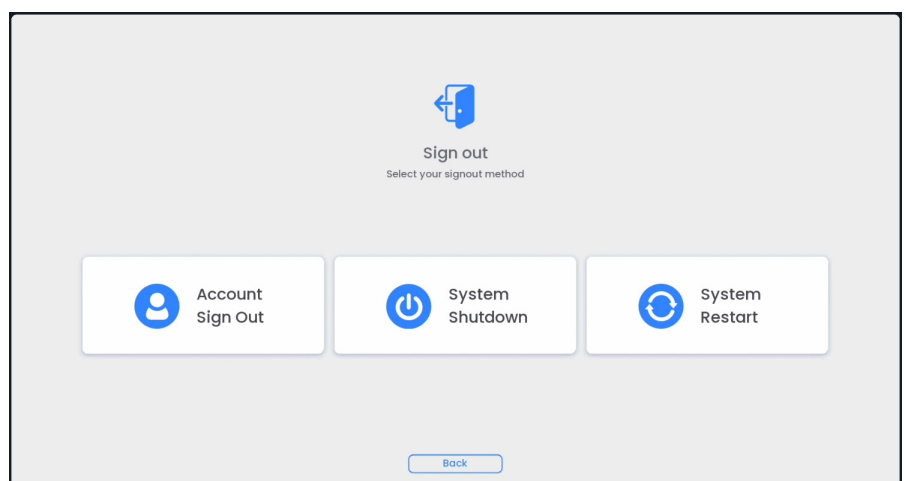 Sign out
Select your signout method
Account
Sign Out
System
Shutdown
System
Restart
Back